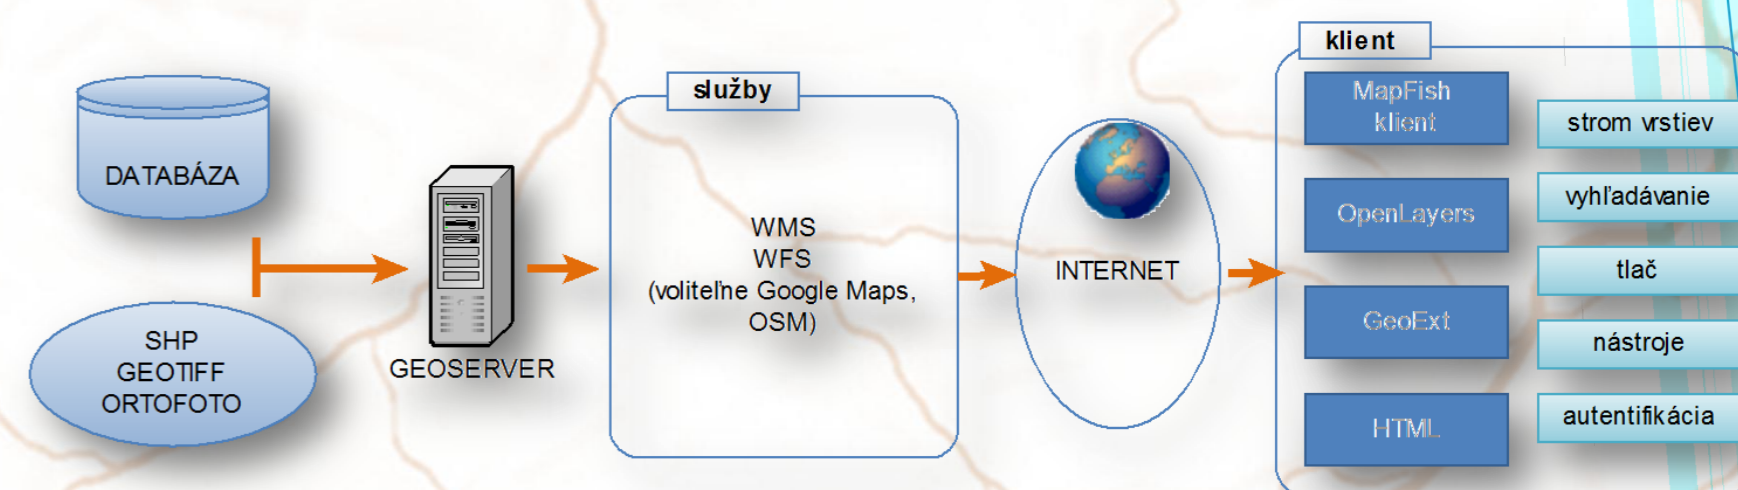 DATABÁZA
SHP
GEOTIFF
ORTOFOTO
GEOSERVER
služby
WMS
WFS
(voliteľne Google Maps,
OSM)
INTERNET
klient
MapFish
klient
OpenLayers
GeoExt
HTML
strom vrstiev
vyhľadávanie
tlač
nástroje
autentifikácia